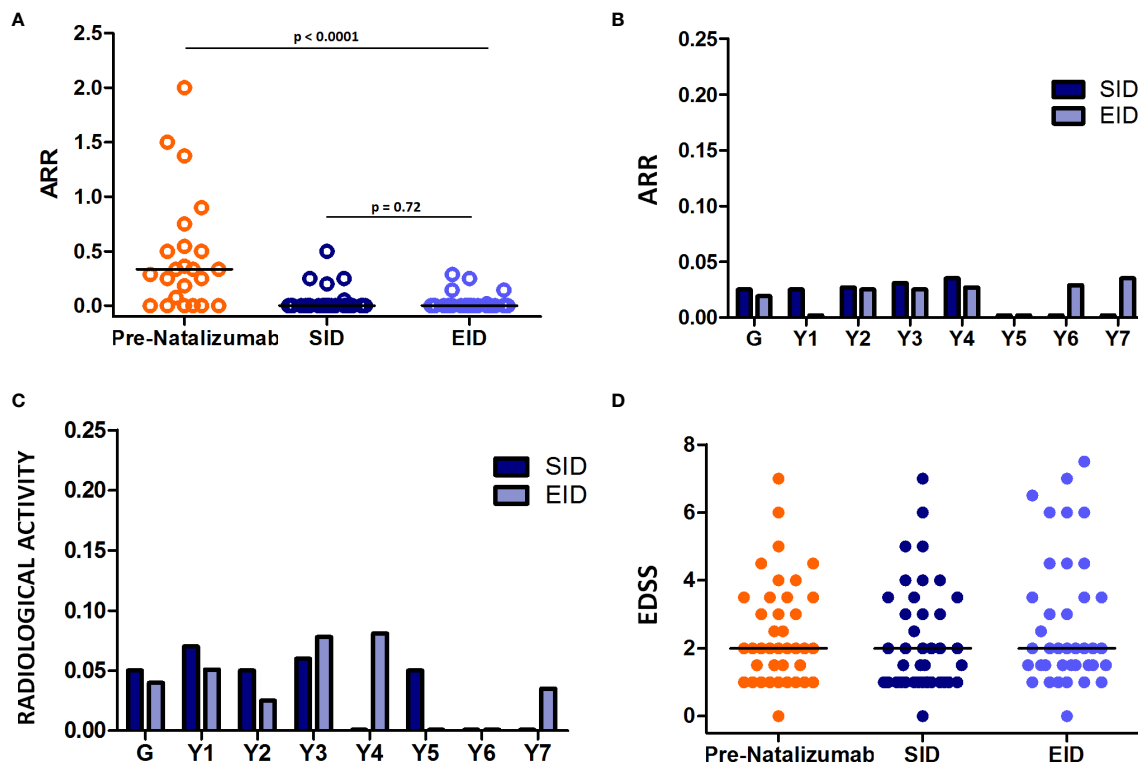 A
2.5
2.0
1.5
1.0
0.5
0.0
ARR
p < 0.0001
p = 0.72
Pre-Natalizumab SID EID
B
0.25
0.20
0.15
0.10
0.05
0.00
ARR
SID
EID
G Y1 Y2 Y3 Y4 Y5 Y6 Y7
C
0.25
0.20
0.15
0.10
0.05
0.00
RADIOLOGICAL ACTIVITY
SID
EID
G Y1 Y2 Y3 Y4 Y5 Y6 Y7
D
8
6
4
2
0
EDSS
Pre-Natalizumab SID EID